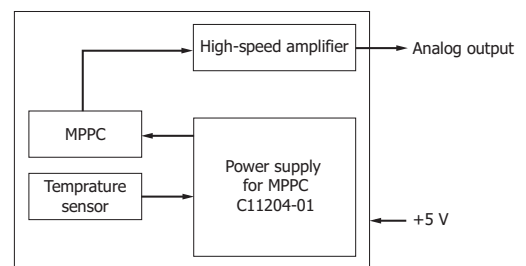 High-speed amplifier
Analog output
MPPC
Temprature
sensor
Power supply
for MPPC
C11204-01
+5 V